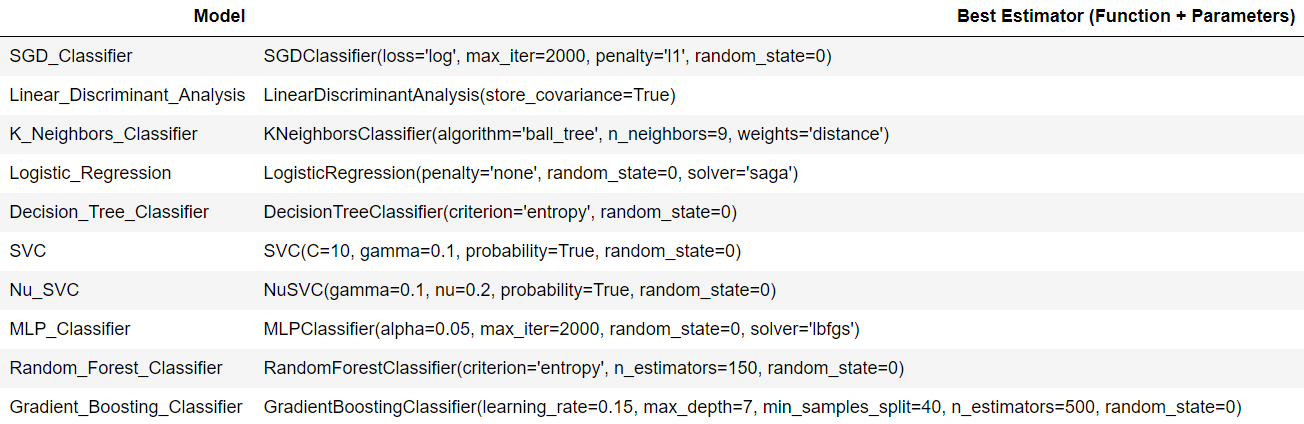 Model Best Estimator (Function + Parameters)
SGD_Classifier SGDClassifier(loss='log', max_iter=2000, penalty='l1', random_state=0)
Linear_Discriminant_Analysis LinearDiscriminantAnalysis(store_covariance=True)
K_Neighbors_Classifier KNeighborsClassifier(algorithm='ball_tree', n_neighbors=9, weights='distance')
Logistic_Regression LogisticRegression(penalty='none', random_state=0, solver='saga')
Decision_Tree_Classifier DecisionTreeClassifier(criterion='entropy', random_state=0)
SVC SVC(C=10, gamma=0.1, probability=True, random_state=0)
Nu_SVC NuSVC(gamma=0.1, nu=0.2, probability=True, random_state=0)
MLP_Classifier MLPClassifier(alpha=0.05, max_iter=2000, random_state=0, solver='lbfgs')
Random_Forest_Classifier RandomForestClassifier(criterion='entropy', n_estimators=150, random_state=0)
Gradient_Boosting_Classifier GradientBoostingClassifier(learning_rate=0.15, max_depth=7, min_samples_split=40, n_estimators=500, random_state=0)